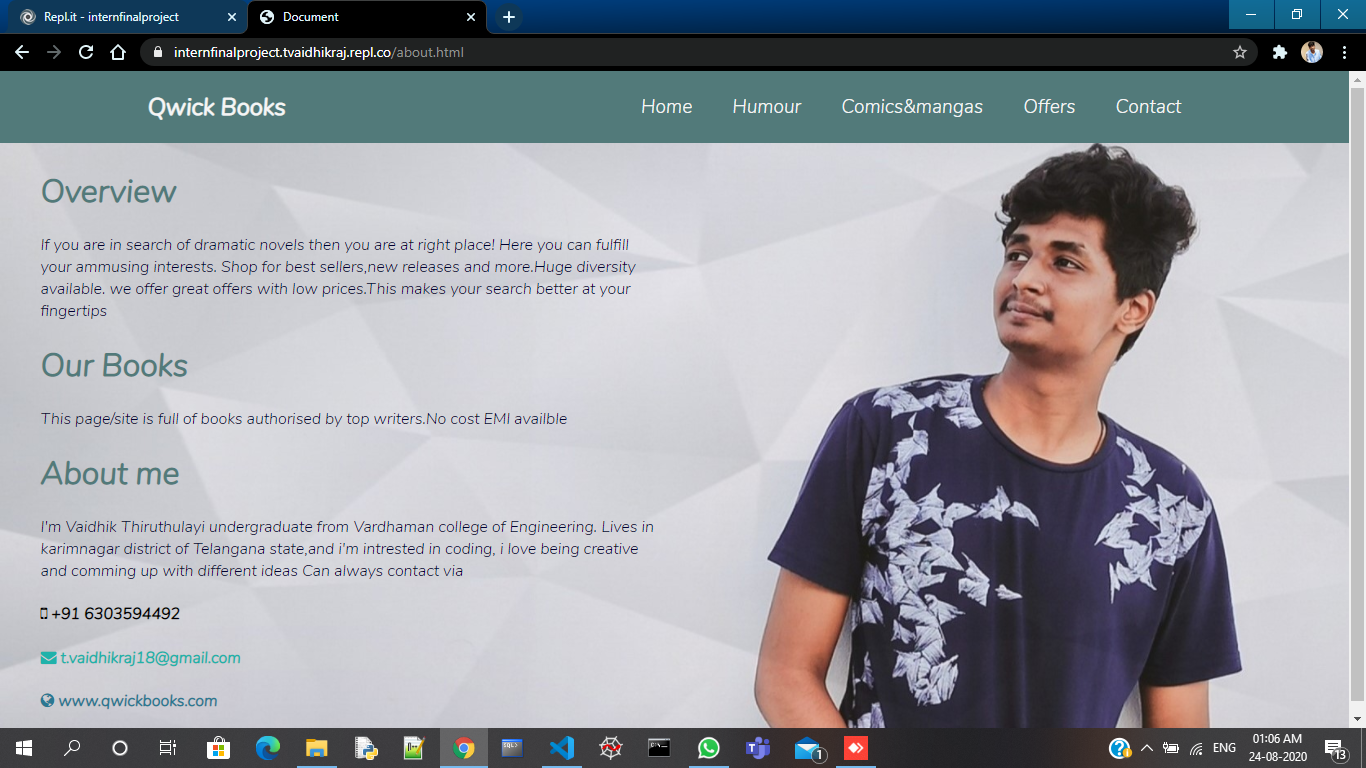 Repl.it - internfinalproject
Document
internfinalproject.tvaidhikraj.repl.co/about.html
Qwick Books
Home Humour Comics&mangas Offers Contact
Overview
If you are in search of dramatic novels then you are at right place! Here you can fulfill
your ammusing interests. Shop for best sellers,new releases and more.Huge diversity
available. we offer great offers with low prices.This makes your search better at your
fingertips
Our Books
This page/site is full of books authorised by top writers.No cost EMI availble
About me
I'm Vaidhik Thiruthulayi undergraduate from Vardhaman college of Engineering. Lives in
karimnagar district of Telangana state,and i'm intrested in coding, i love being creative
and comming up with different ideas Can always contact via
+91 6303594492
t.vaidhikraj18@gmail.com
www.qwickbooks.com
1
ENG
01:06 AM
24-08-2020
13